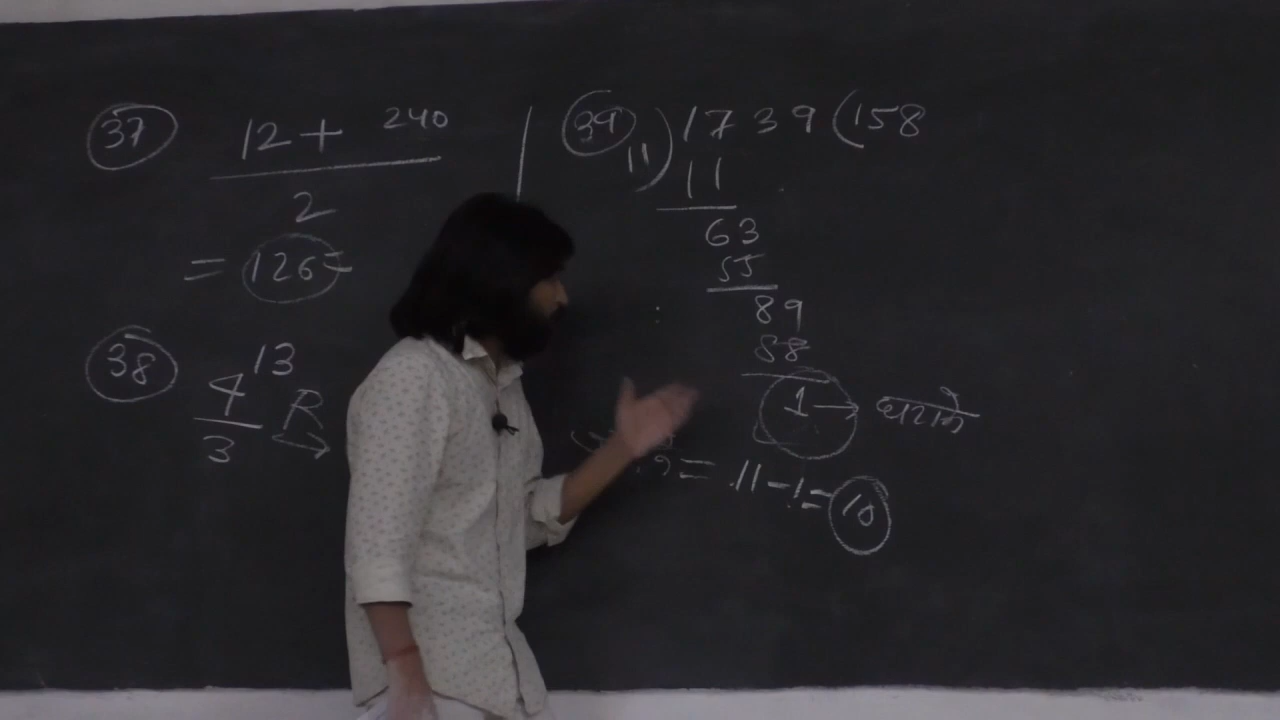 37
12 + 240
2
= 126
38
4 13
3
R
39
11 ) 1739 ( 158
11
63
55
89
88
1 → घटाने
= 11 - 1 = 10